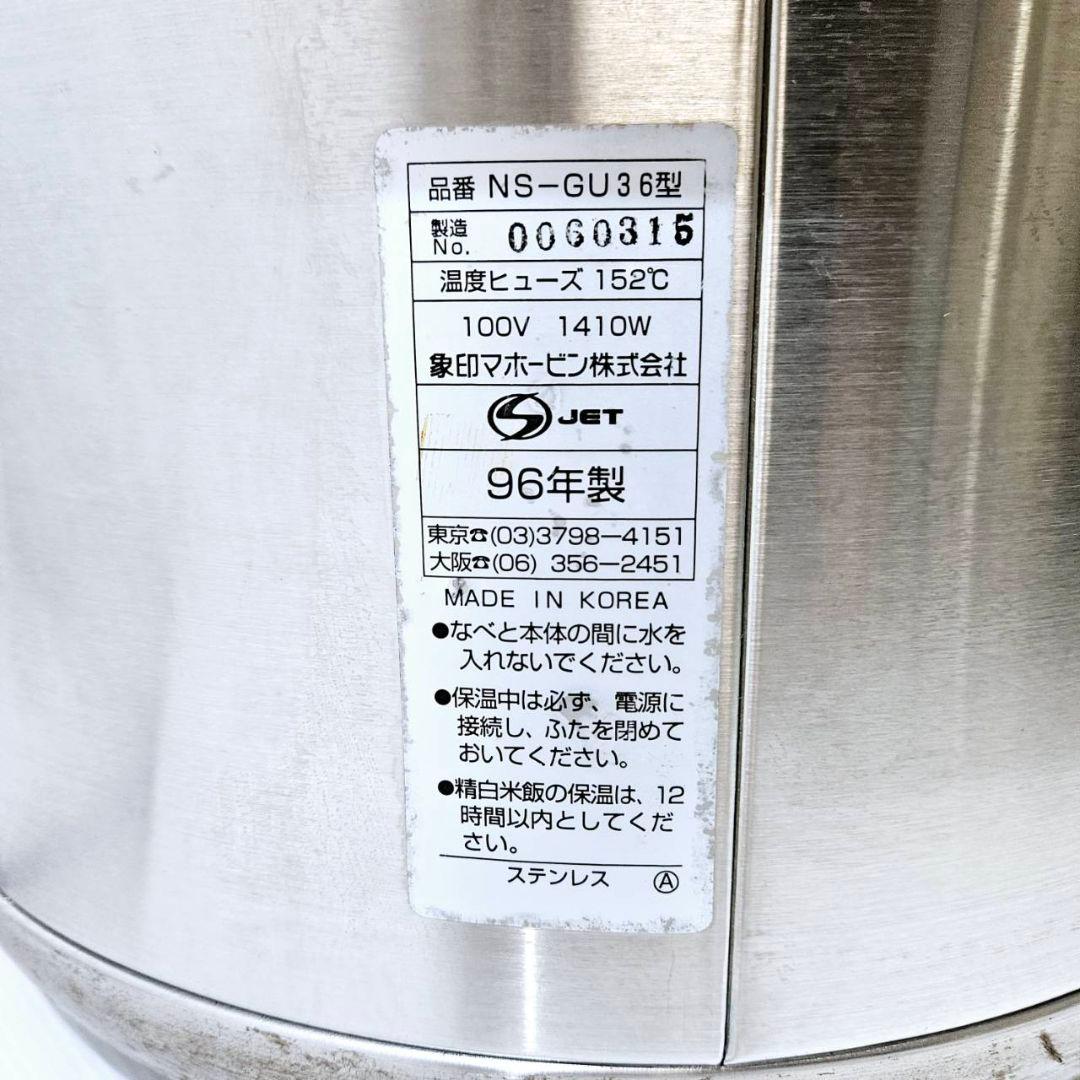 品番 NS-GU36型
製造
No. 0060315
温度ヒューズ 152℃
100V 1410W
象印マホービン株式会社
JET
96年製
東京☎(03)3798-4151
大阪☎(06) 356-2451
MADE IN KOREA
●なべと本体の間に水を
入れないでください。
●保温中は必ず、電源に
接続し、ふたを閉めて
おいてください。
●精白米飯の保温は、12
時間以内としてくだ
さい。
ステンレス Ⓐ